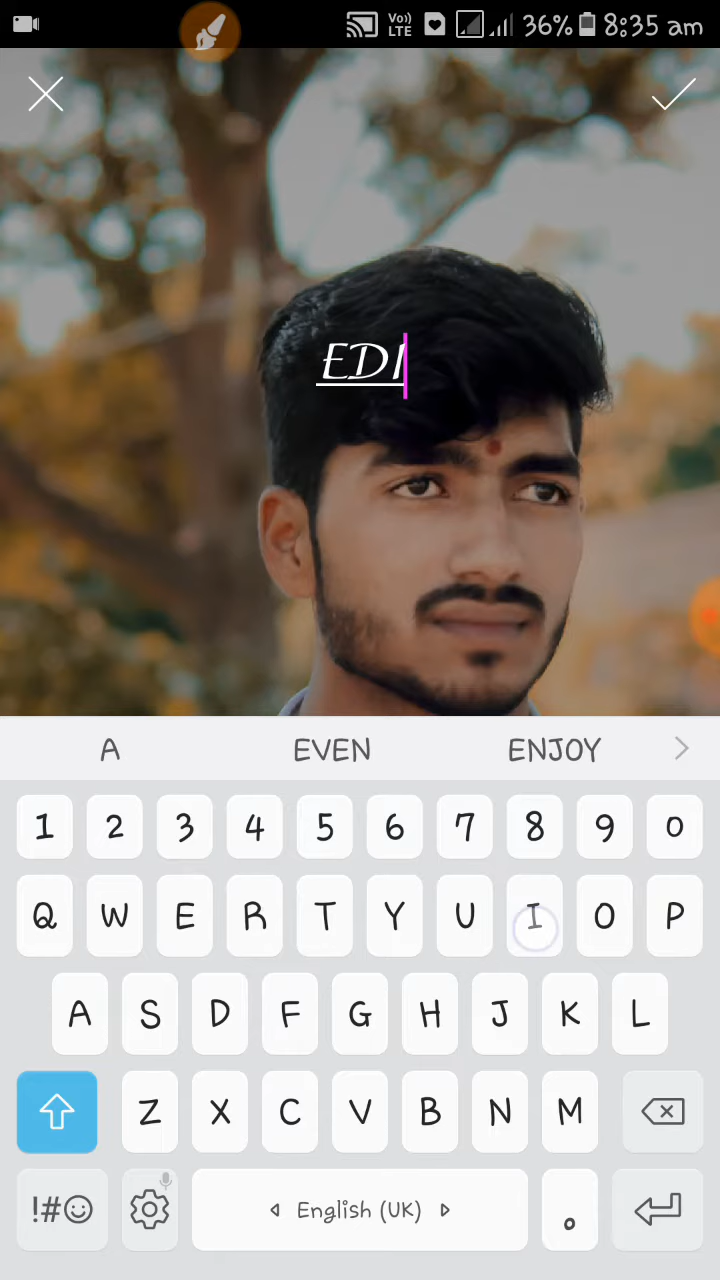 Vo)) LTE 36% 8:35 am
EDI
A EVEN ENJOY
1 2 3 4 5 6 7 8 9 0
Q W E R T Y U I O P
A S D F G H J K L
Z X C V B N M
!#☺ English (UK) .